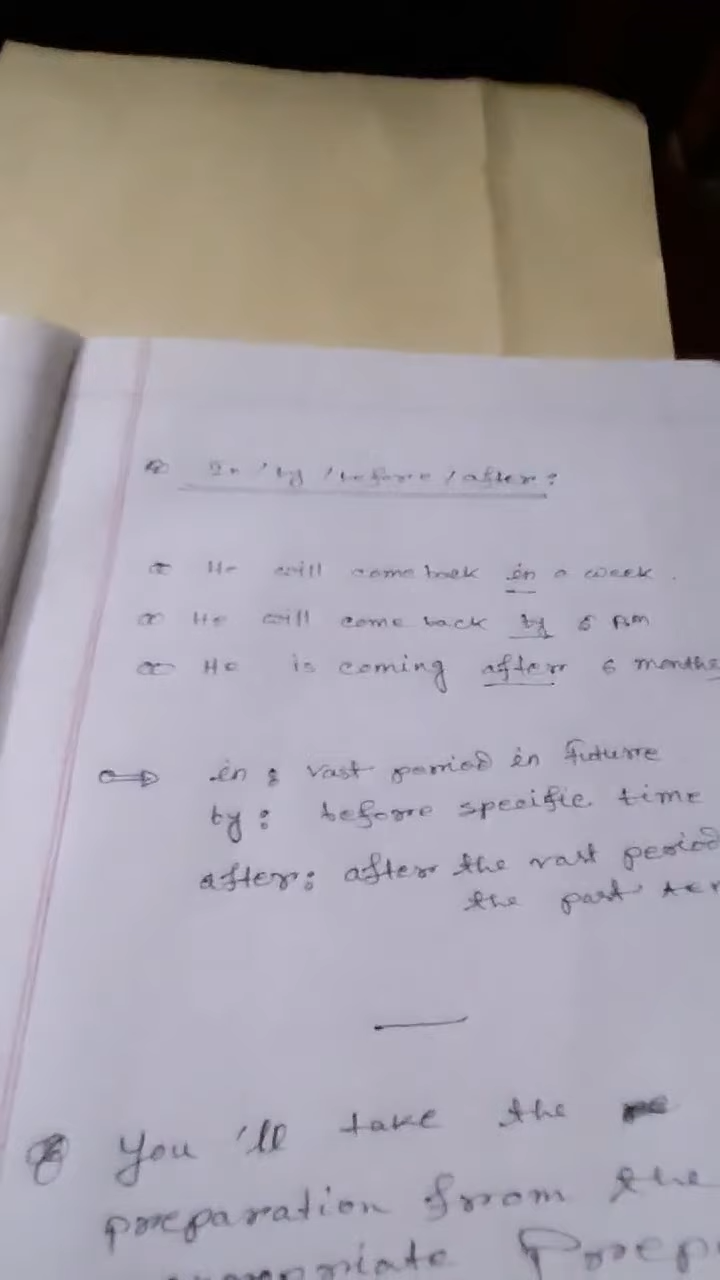 In / by / before / after :
He will come back in a week .
He will come back by 5 pm
He is coming after 6 months
in : vast period in future
by : before specific time
after : after the vast period
the past
You 'll take the
preparation from the